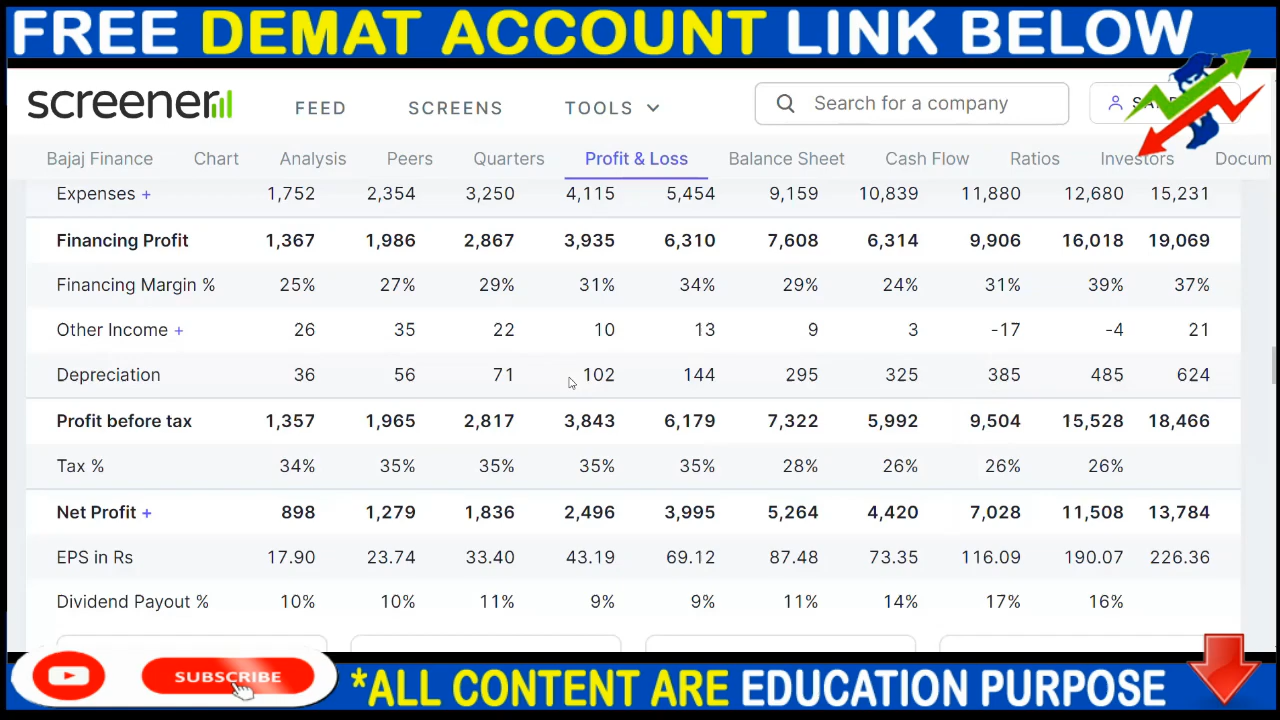 FREE DEMAT ACCOUNT LINK BELOW
screener FEED SCREENS TOOLS Search for a company
Bajaj Finance Chart Analysis Peers Quarters Profit & Loss Balance Sheet Cash Flow Ratios Investors Docum
Expenses + 1,752 2,354 3,250 4,115 5,454 9,159 10,839 11,880 12,680 15,231
Financing Profit 1,367 1,986 2,867 3,935 6,310 7,608 6,314 9,906 16,018 19,069
Financing Margin % 25% 27% 29% 31% 34% 29% 24% 31% 39% 37%
Other Income + 26 35 22 10 13 9 3 -17 -4 21
Depreciation 36 56 71 102 144 295 325 385 485 624
Profit before tax 1,357 1,965 2,817 3,843 6,179 7,322 5,992 9,504 15,528 18,466
Tax % 34% 35% 35% 35% 35% 28% 26% 26% 26%
Net Profit + 898 1,279 1,836 2,496 3,995 5,264 4,420 7,028 11,508 13,784
EPS in Rs 17.90 23.74 33.40 43.19 69.12 87.48 73.35 116.09 190.07 226.36
Dividend Payout % 10% 10% 11% 9% 9% 11% 14% 17% 16%
SUBSCRIBE
*ALL CONTENT ARE EDUCATION PURPOSE